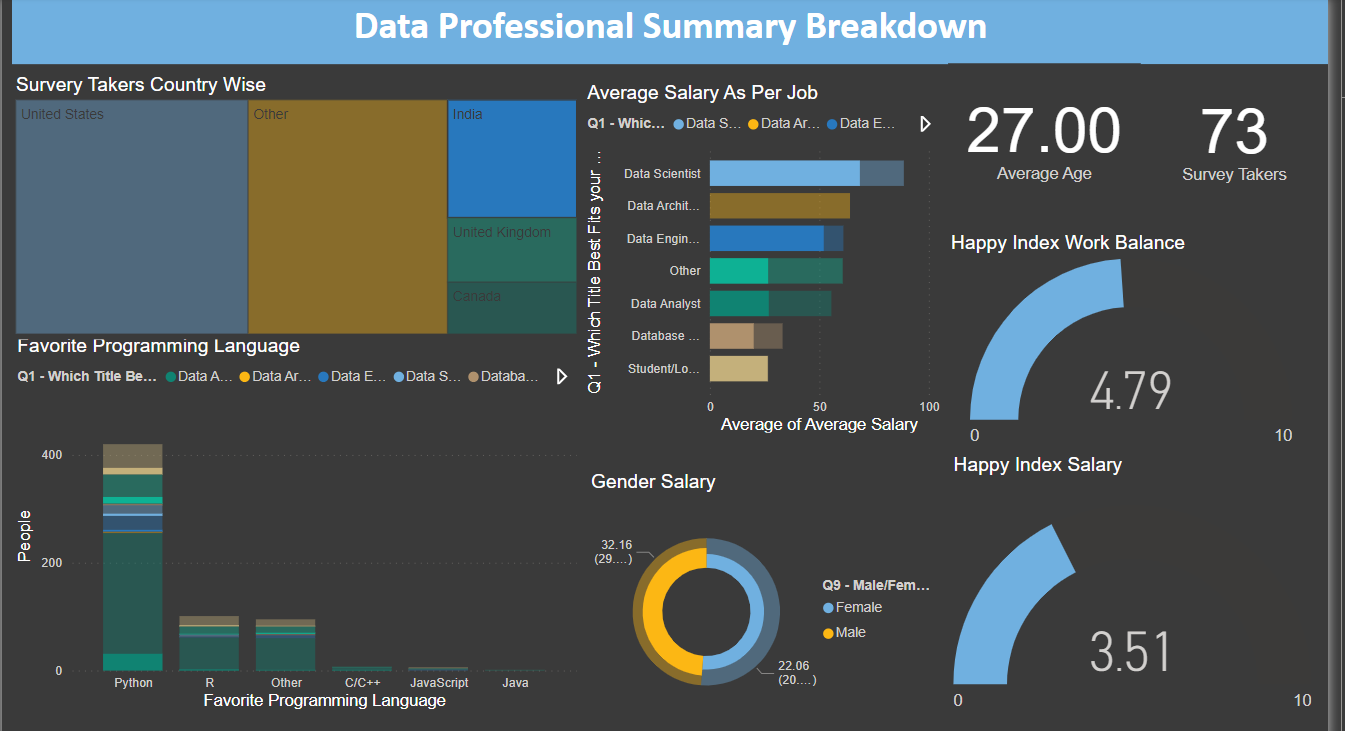 Data Professional Summary Breakdown
Survery Takers Country Wise
United States
Other
India
United Kingdom
Canada
Average Salary As Per Job
Q1 - Whic...
Data S...
Data Ar...
Data E...
Q1 - Which Title Best Fits your ...
Data Scientist
Data Archit...
Data Engin...
Other
Data Analyst
Database ...
Student/Lo...
0
50
100
Average of Average Salary
27.00
Average Age
73
Survey Takers
Happy Index Work Balance
4.79
0
10
Favorite Programming Language
Q1 - Which Title Be...
Data A...
Data Ar...
Data E...
Data S...
Databa...
People
400
200
0
Python
R
Other
C/C++
JavaScript
Java
Favorite Programming Language
Gender Salary
32.16
(29....)
22.06
(20....)
Q9 - Male/Fem...
Female
Male
Happy Index Salary
3.51
0
10